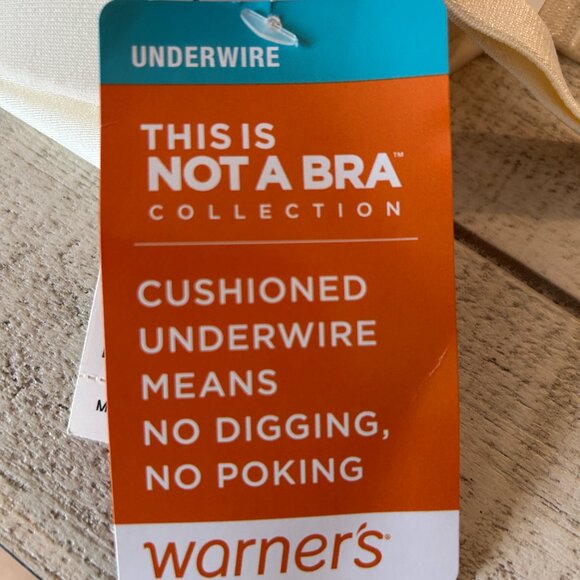 UNDERWIRE
THIS IS
NOT A BRA™
COLLECTION
CUSHIONED
UNDERWIRE
MEANS
NO DIGGING,
NO POKING
warner's®